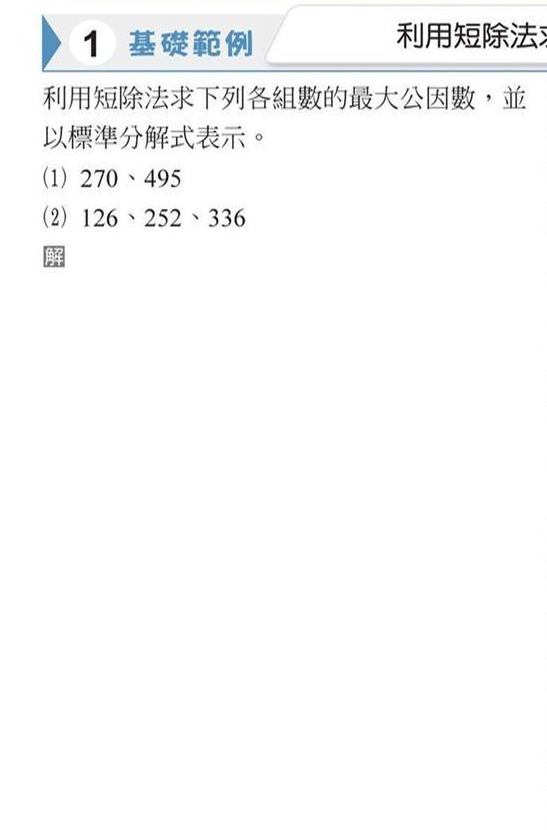 1 基礎範例 利用短除法
利用短除法求下列各組數的最大公因數，並
以標準分解式表示。
⑴ 270、495
⑵ 126、252、336
解